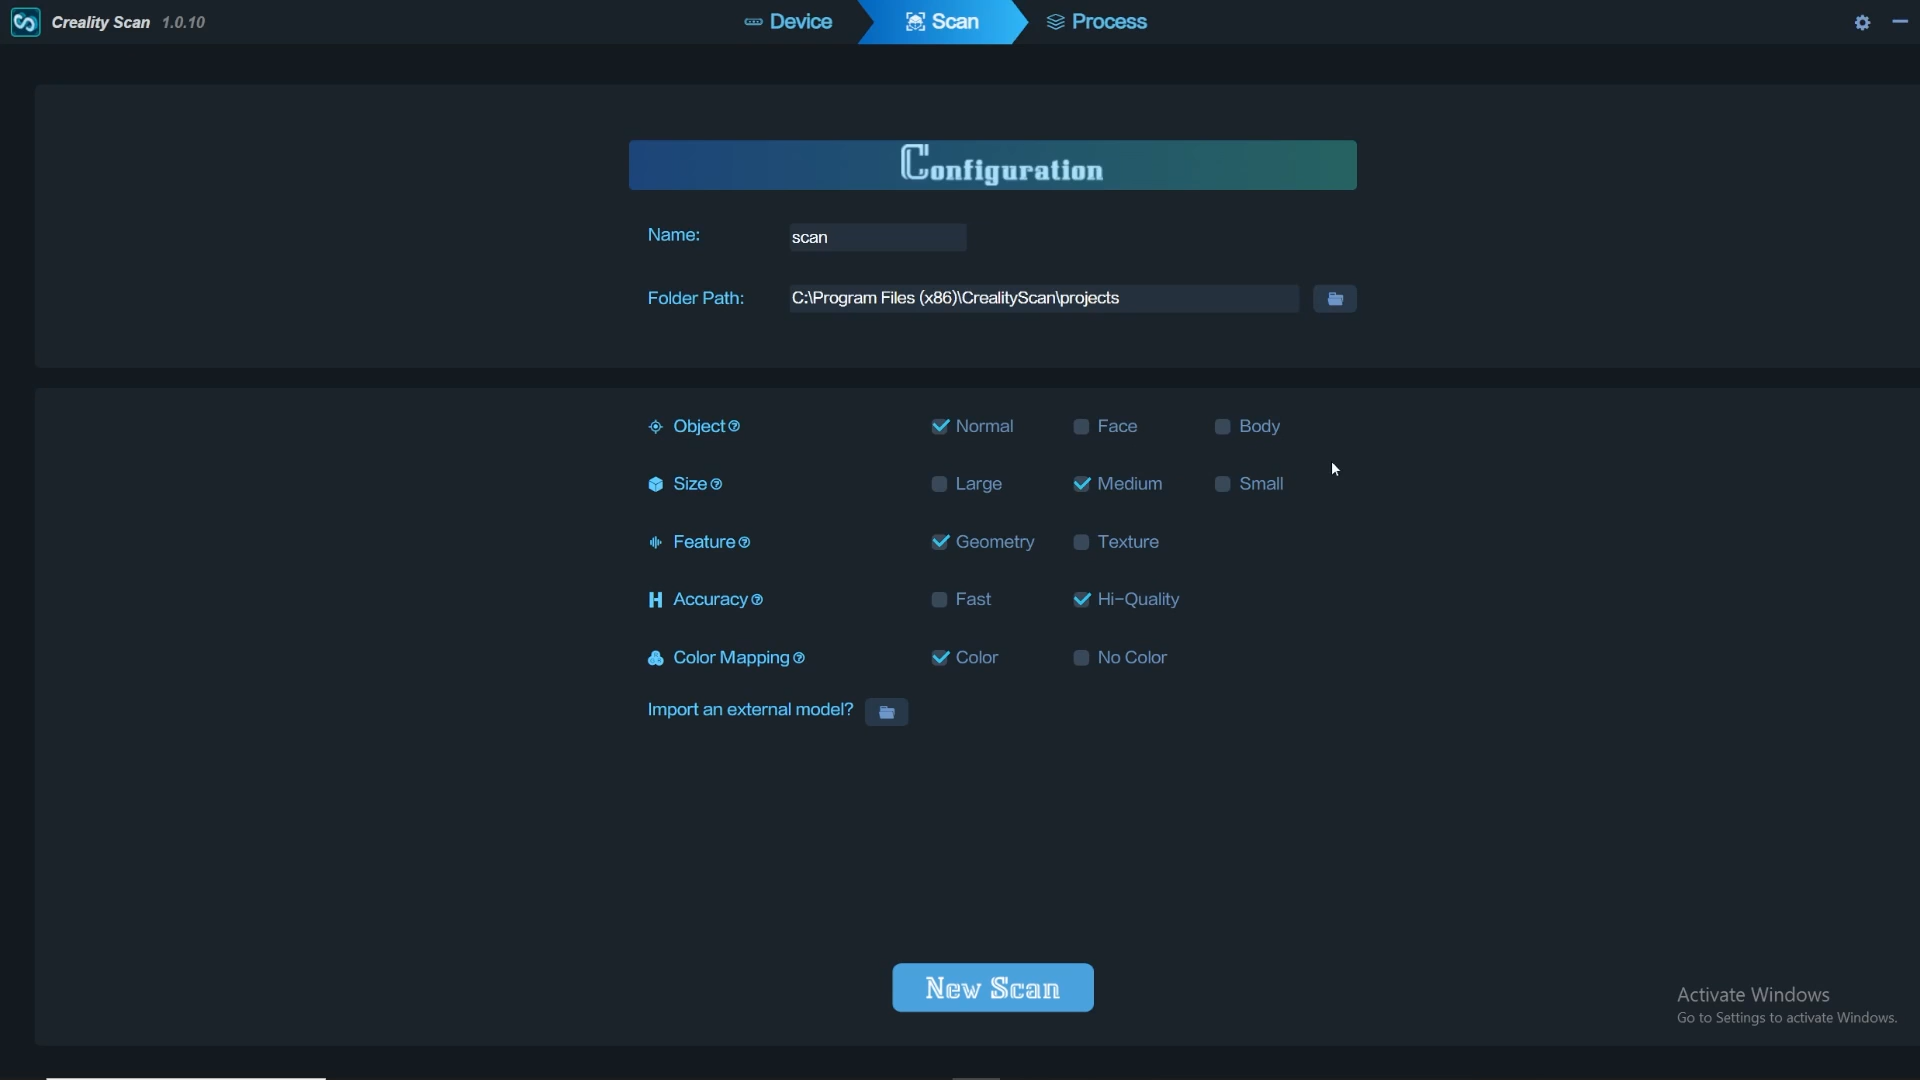 Creality Scan 1.0.10
Device
Scan
Process
Configuration
Name: scan
Folder Path: C:\Program Files (x86)\CrealityScan\projects
Object Normal Face Body
Size Large Medium Small
Feature Geometry Texture
Accuracy Fast Hi-Quality
Color Mapping Color No Color
Import an external model?
New Scan
Activate Windows
Go to Settings to activate Windows.